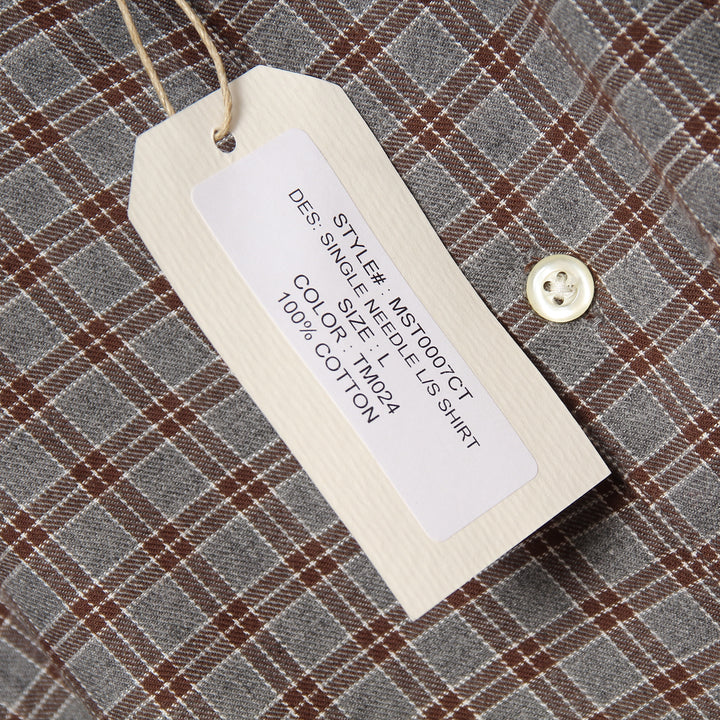 STYLE# : MST0007CT
DES: SINGLE NEEDLE L/S SHIRT
SIZE : L
COLOR : TM024
100% COTTON